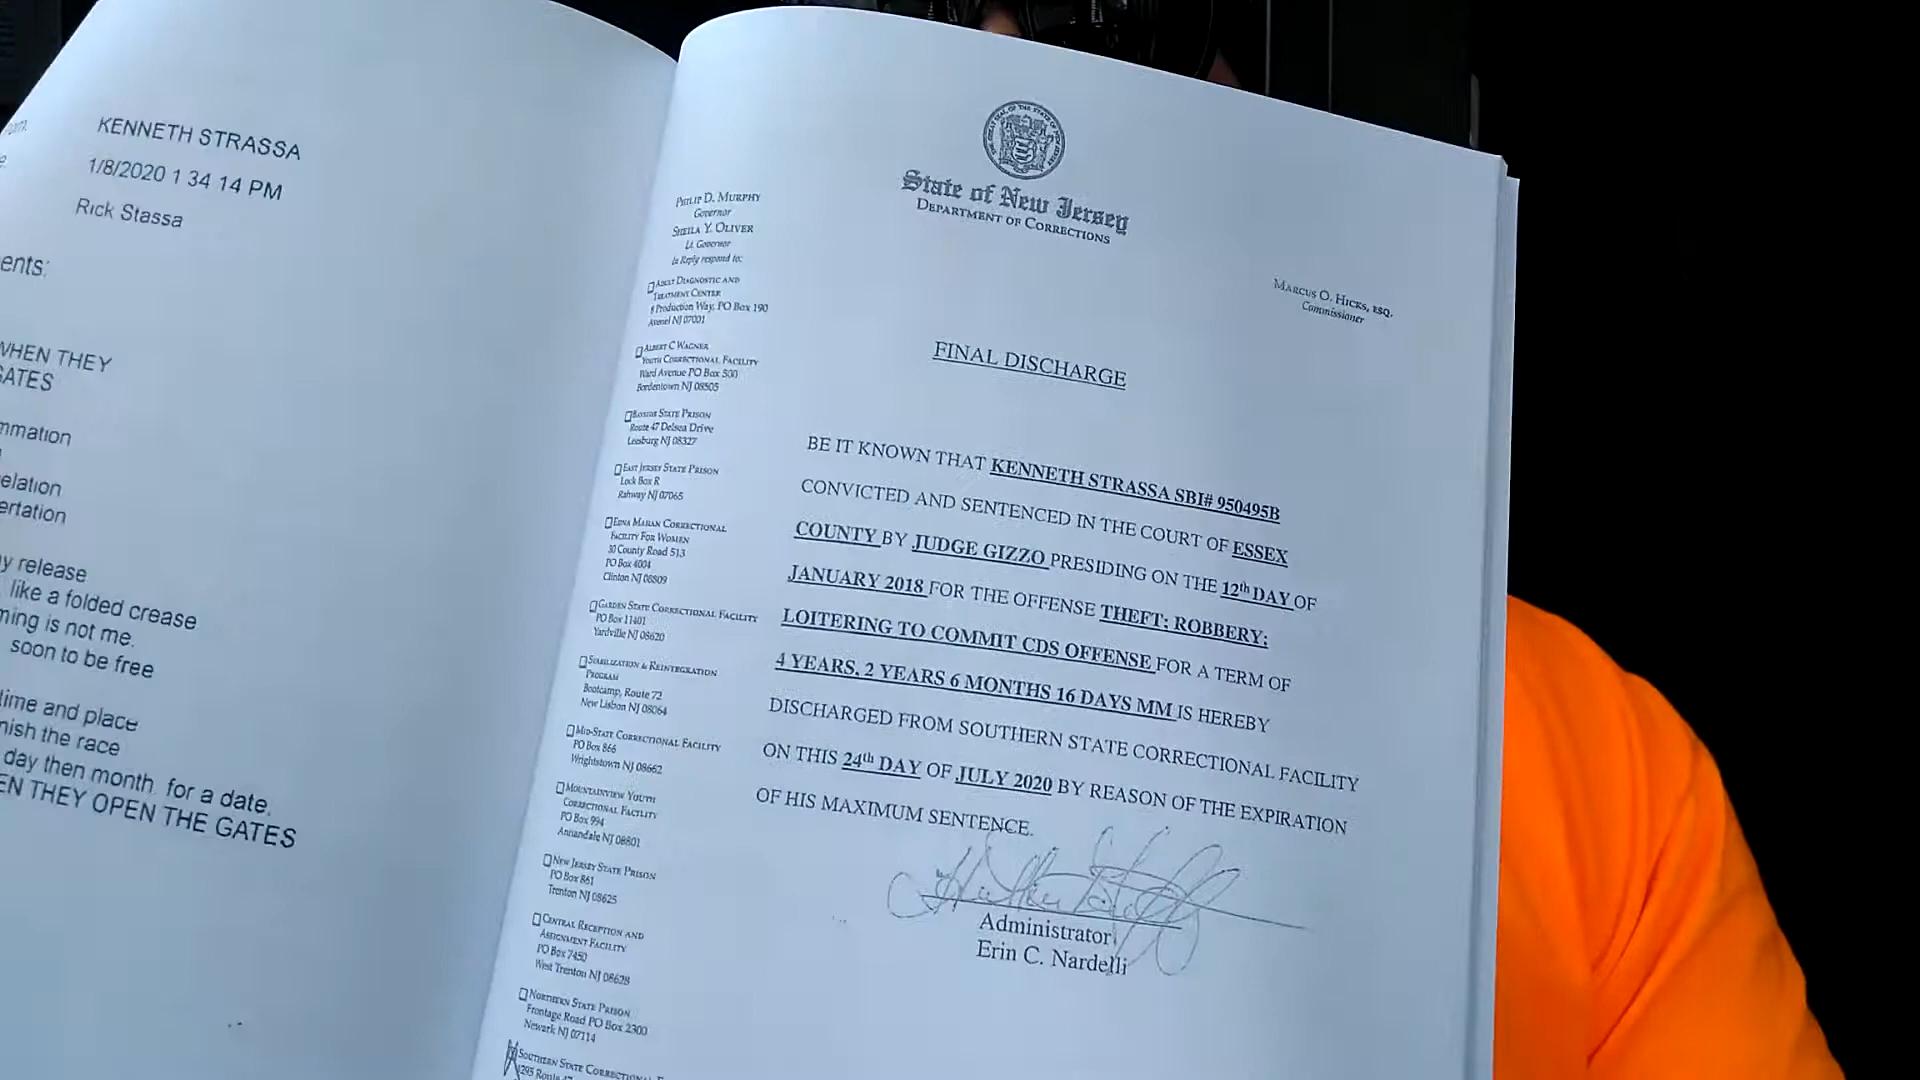 KENNETH STRASSA
1/8/2020 1 34 14 PM
Rick Stassa
ents:
WHEN THEY
GATES
mmation
elation
ertation
y release
like a folded crease
ming is not me.
soon to be free
time and place
nish the race
day then month. for a date.
EN THEY OPEN THE GATES
State of New Jersey
DEPARTMENT OF CORRECTIONS
PHILIP D. MURPHY
Governor
SHEILA Y. OLIVER
Lt. Governor
In Reply respond to:
MARCUS O. HICKS, ESQ.
Commissioner
ADULT DIAGNOSTIC AND
TREATMENT CENTER
8 Production Way, PO Box 190
Avenel NJ 07001
ALBERT C WAGNER
YOUTH CORRECTIONAL FACILITY
Ward Avenue PO Box 500
Bordentown NJ 08505
BAYSIDE STATE PRISON
Route 47 Delsea Drive
Leesburg NJ 08327
EAST JERSEY STATE PRISON
Lock Box R
Rahway NJ 07065
EDNA MAHAN CORRECTIONAL
FACILITY FOR WOMEN
30 County Road 513
PO Box 4004
Clinton NJ 08809
GARDEN STATE CORRECTIONAL FACILITY
PO Box 11401
Yardville NJ 08620
STABILIZATION & REINTEGRATION
PROGRAM
Bootcamp, Route 72
New Lisbon NJ 08064
MID-STATE CORRECTIONAL FACILITY
PO Box 866
Wrightstown NJ 08562
MOUNTAINVIEW YOUTH
CORRECTIONAL FACILITY
PO Box 994
Annandale NJ 08801
NEW JERSEY STATE PRISON
PO Box 861
Trenton NJ 08625
CENTRAL RECEPTION AND
ASSIGNMENT FACILITY
PO Box 7450
West Trenton NJ 08628
NORTHERN STATE PRISON
Frontage Road PO Box 2300
Newark NJ 07114
SOUTHERN STATE CORRECTIONAL F
FINAL DISCHARGE
BE IT KNOWN THAT KENNETH STRASSA SBI# 950495B
CONVICTED AND SENTENCED IN THE COURT OF ESSEX
COUNTY BY JUDGE GIZZO PRESIDING ON THE 12th DAY OF
JANUARY 2018 FOR THE OFFENSE THEFT; ROBBERY;
LOITERING TO COMMIT CDS OFFENSE FOR A TERM OF
4 YEARS, 2 YEARS 6 MONTHS 16 DAYS MM IS HEREBY
DISCHARGED FROM SOUTHERN STATE CORRECTIONAL FACILITY
ON THIS 24th DAY OF JULY 2020 BY REASON OF THE EXPIRATION
OF HIS MAXIMUM SENTENCE.
Administrator
Erin C. Nardelli